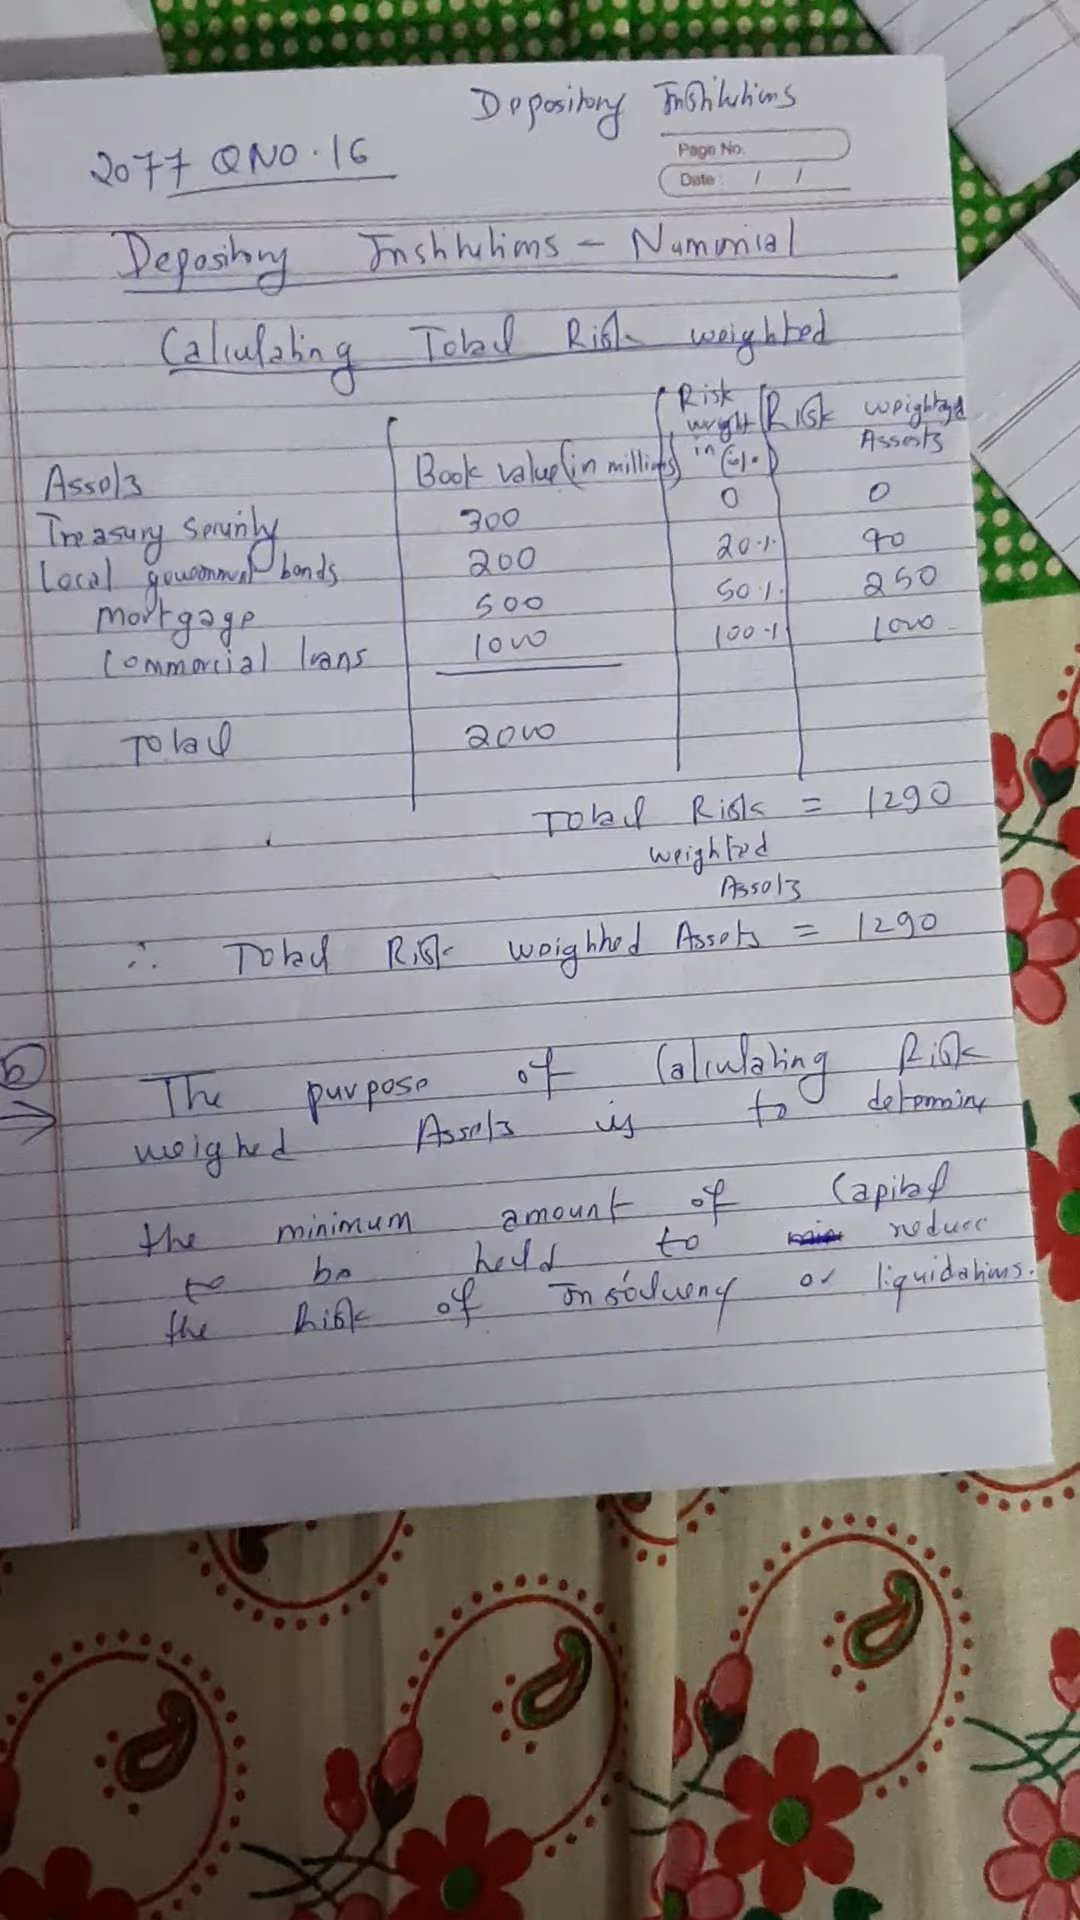 Depository Institutions
2077 QNO.16
Page No.
Date: / /
Depository Institutions - Numerical
Calculating Total Risk weighted
Assets Book value (in millions) Risk weight in (%) Risk weighted Assests
Treasury Security 300 0 0
Local government bonds 200 20% 40
Mortgage 500 50% 250
Commercial loans 1000 100% 1000
Total 2000
Total Risk = 1290
weighted
Assets
∴ Total Risk weighted Assets = 1290
b
→ The purpose of Calculating Risk
weighed Assets is to determine
the minimum amount of Capital
to be held to reduce
the Risk of Insolvency or liquidations.